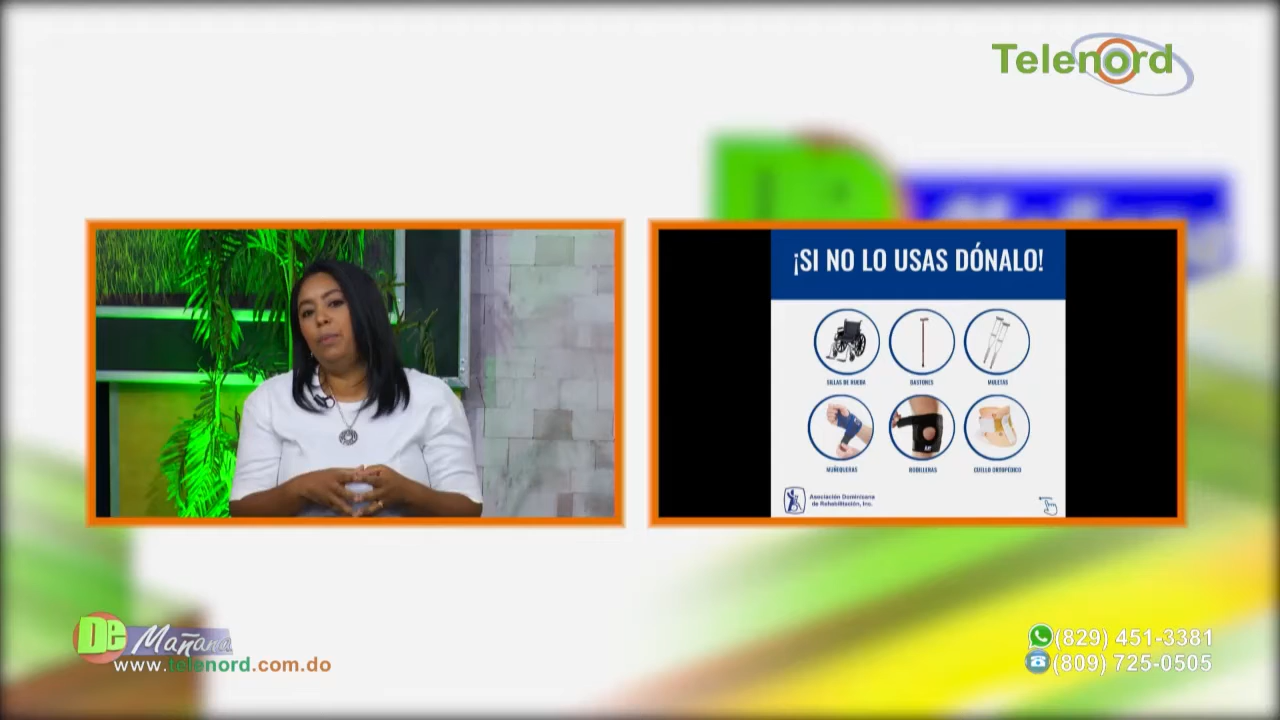 Telenord
¡SI NO LO USAS DÓNALO!
SILLAS DE RUEDA
BASTONES
MULETAS
MUÑEQUERAS
RODILLERAS
CUELLO ORTOPÉDICO
Asociación Dominicana
de Rehabilitación, Inc.
De Mañana
www.telenord.com.do
(829) 451-3381
(809) 725-0505